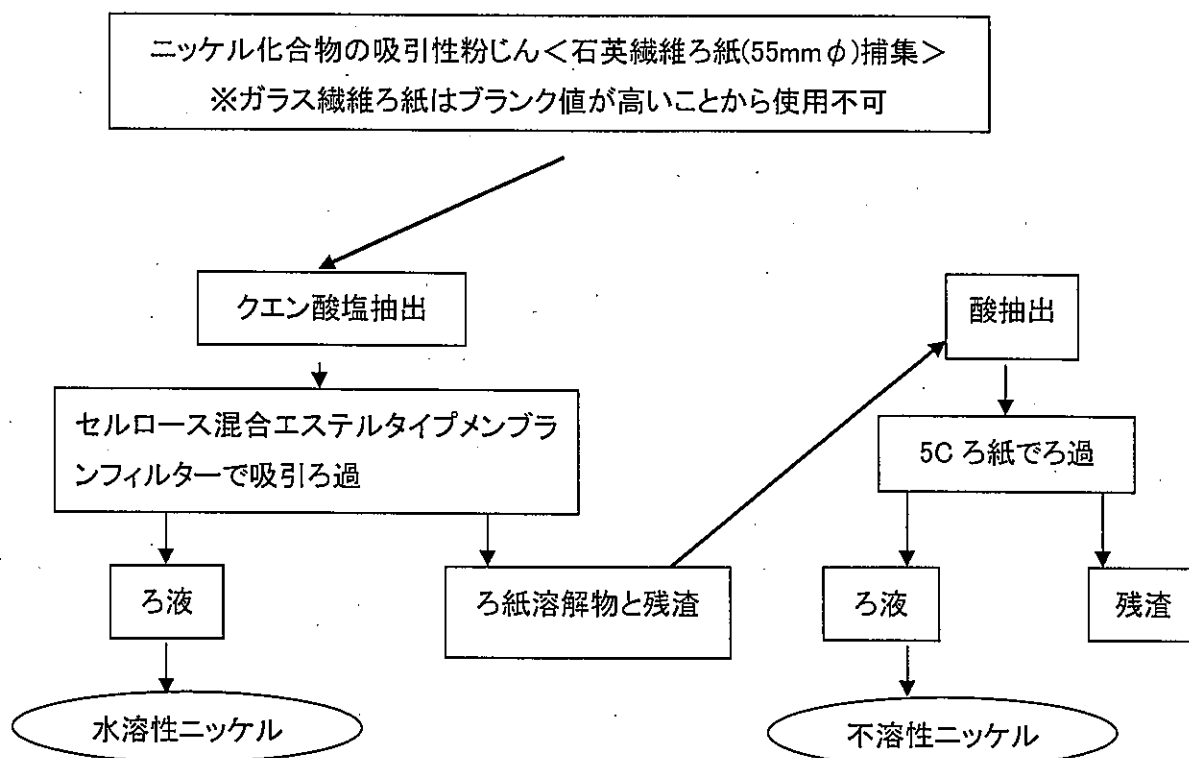 ニッケル化合物の吸引性粉じん＜石英繊維ろ紙(55mmφ)捕集＞
※ガラス繊維ろ紙はブランク値が高いことから使用不可
クエン酸塩抽出
セルロース混合エステルタイプメンブラ
ンフィルターで吸引ろ過
ろ液
ろ紙溶解物と残渣
水溶性ニッケル
酸抽出
5C ろ紙でろ過
ろ液
残渣
不溶性ニッケル